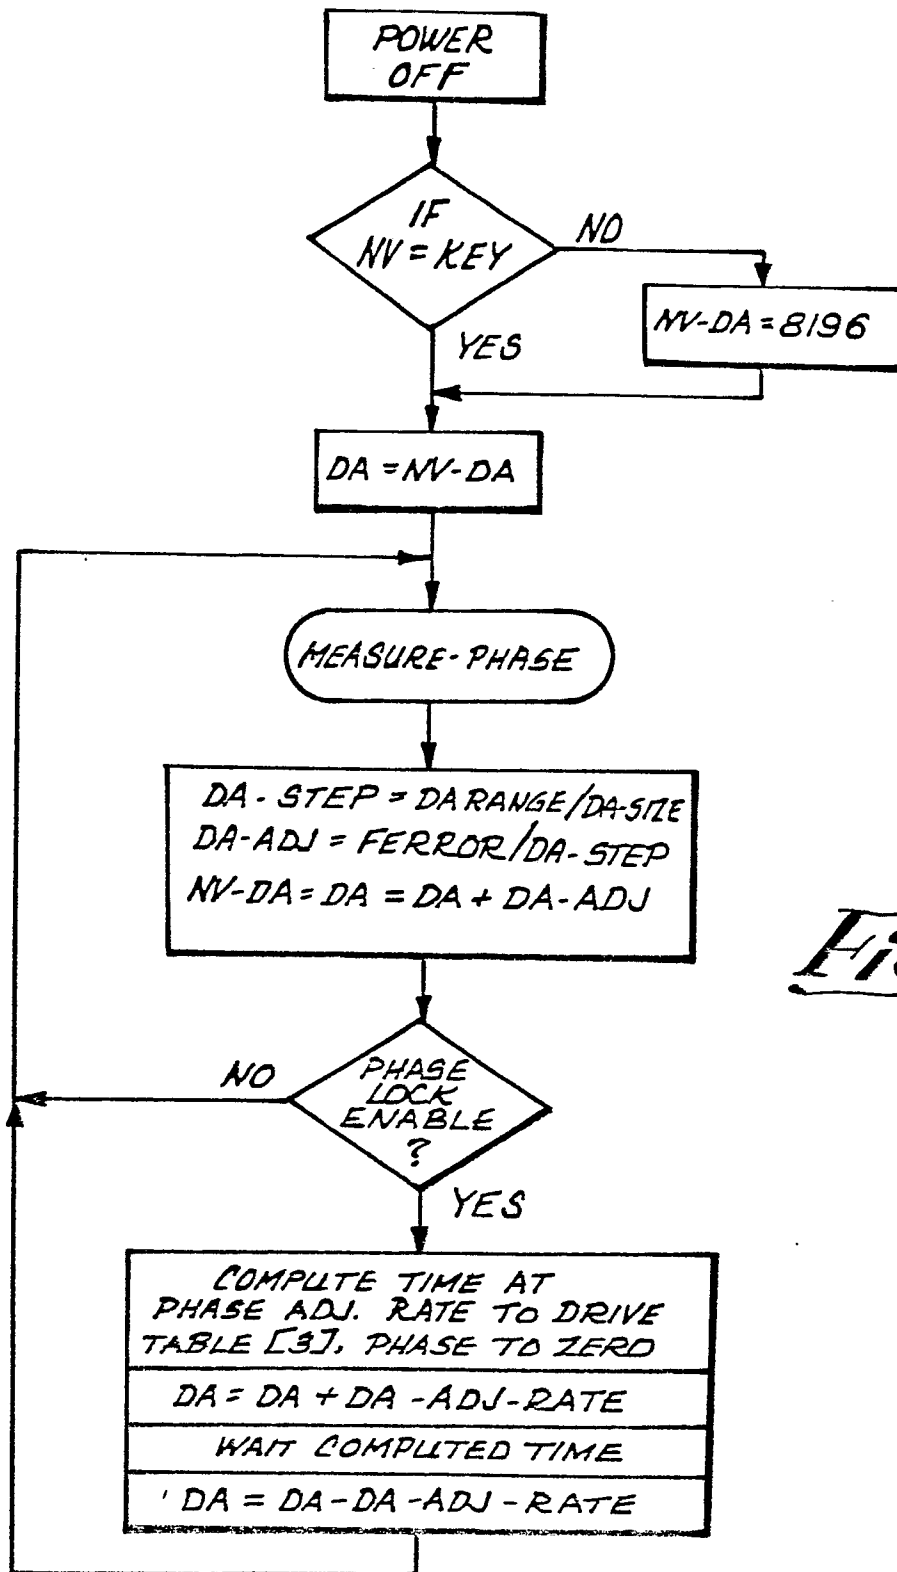 POWER
OFF
IF
NV = KEY
NO
NV-DA = 8196
YES
DA = NV-DA
MEASURE-PHASE
DA-STEP = DARANGE/DA-SIZE
DA-ADJ = FERROR/DA-STEP
NV-DA = DA = DA + DA-ADJ
NO
PHASE
LOCK
ENABLE
?
YES
COMPUTE TIME AT
PHASE ADJ. RATE TO DRIVE
TABLE [3]. PHASE TO ZERO
DA = DA + DA-ADJ-RATE
WAIT COMPUTED TIME
DA = DA-DA-ADJ-RATE